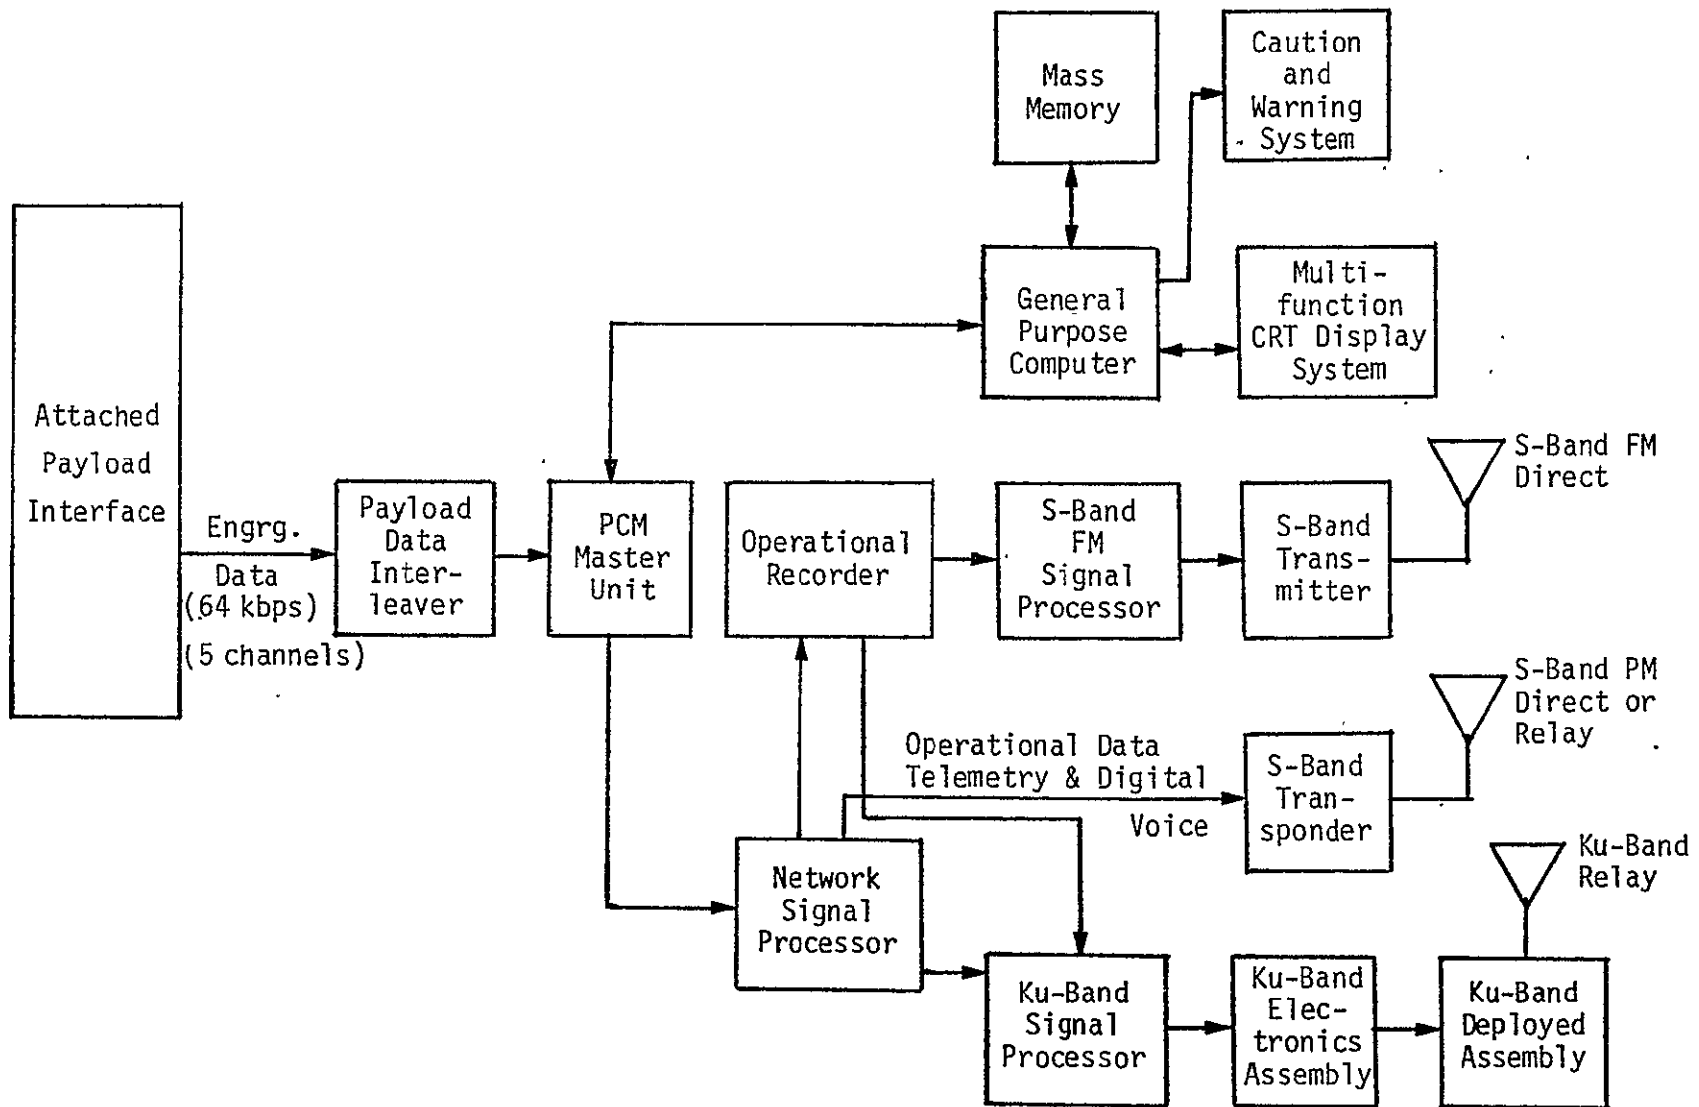 Mass
Memory
Caution
and
Warning
System
General
Purpose
Computer
Multi-
function
CRT Display
System
Attached
Payload
Interface
Engrg.
Data
(64 kbps)
(5 channels)
Payload
Data
Inter-
leaver
PCM
Master
Unit
Operational
Recorder
S-Band
FM
Signal
Processor
S-Band
Trans-
mitter
S-Band FM
Direct
Operational Data
Telemetry & Digital
Voice
S-Band
Tran-
sponder
S-Band PM
Direct or
Relay
Network
Signal
Processor
Ku-Band
Signal
Processor
Ku-Band
Elec-
tronics
Assembly
Ku-Band
Deployed
Assembly
Ku-Band
Relay